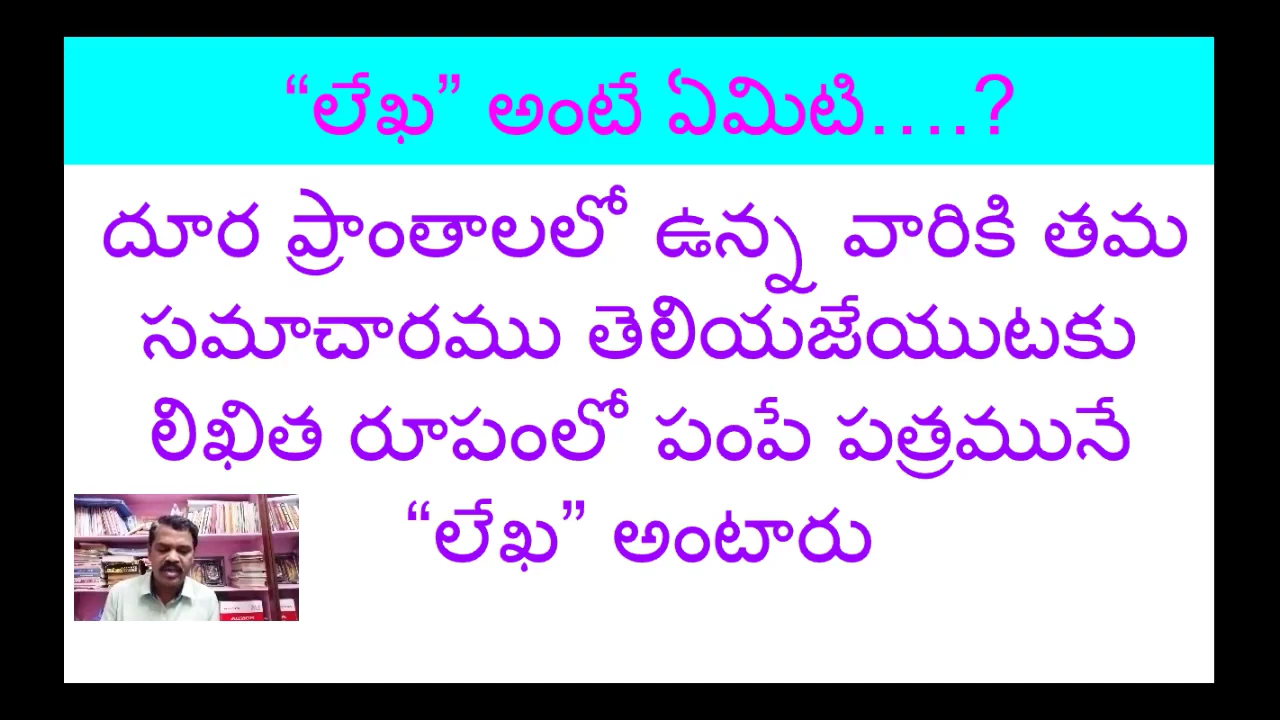 “లేఖ” అంటే ఏమిటి....?
దూర ప్రాంతాలలో ఉన్న వారికి తమ
సమాచారము తెలియజేయుటకు
లిఖిత రూపంలో పంపే పత్రమునే
“లేఖ” అంటారు